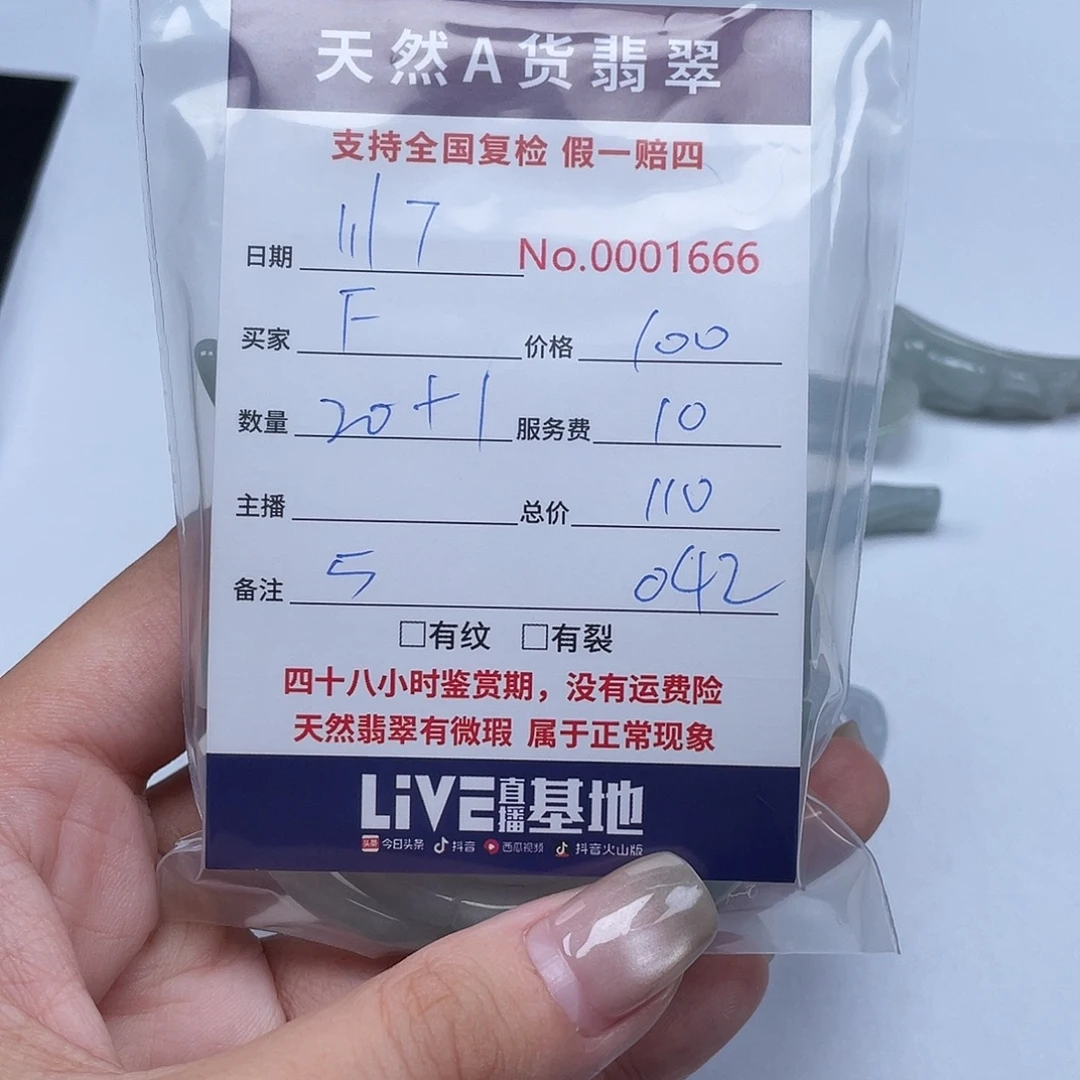 天然A货翡翠
支持全国复检 假一赔四
日期 11/7 No.0001666
买家 F 价格 100
数量 20+1 服务费 10
主播 总价 110
备注 5 042
□有纹 □有裂
四十八小时鉴赏期，没有运费险
天然翡翠有微瑕 属于正常现象
LiVE直播基地
头条 今日头条 抖音 西瓜视频 抖音火山版